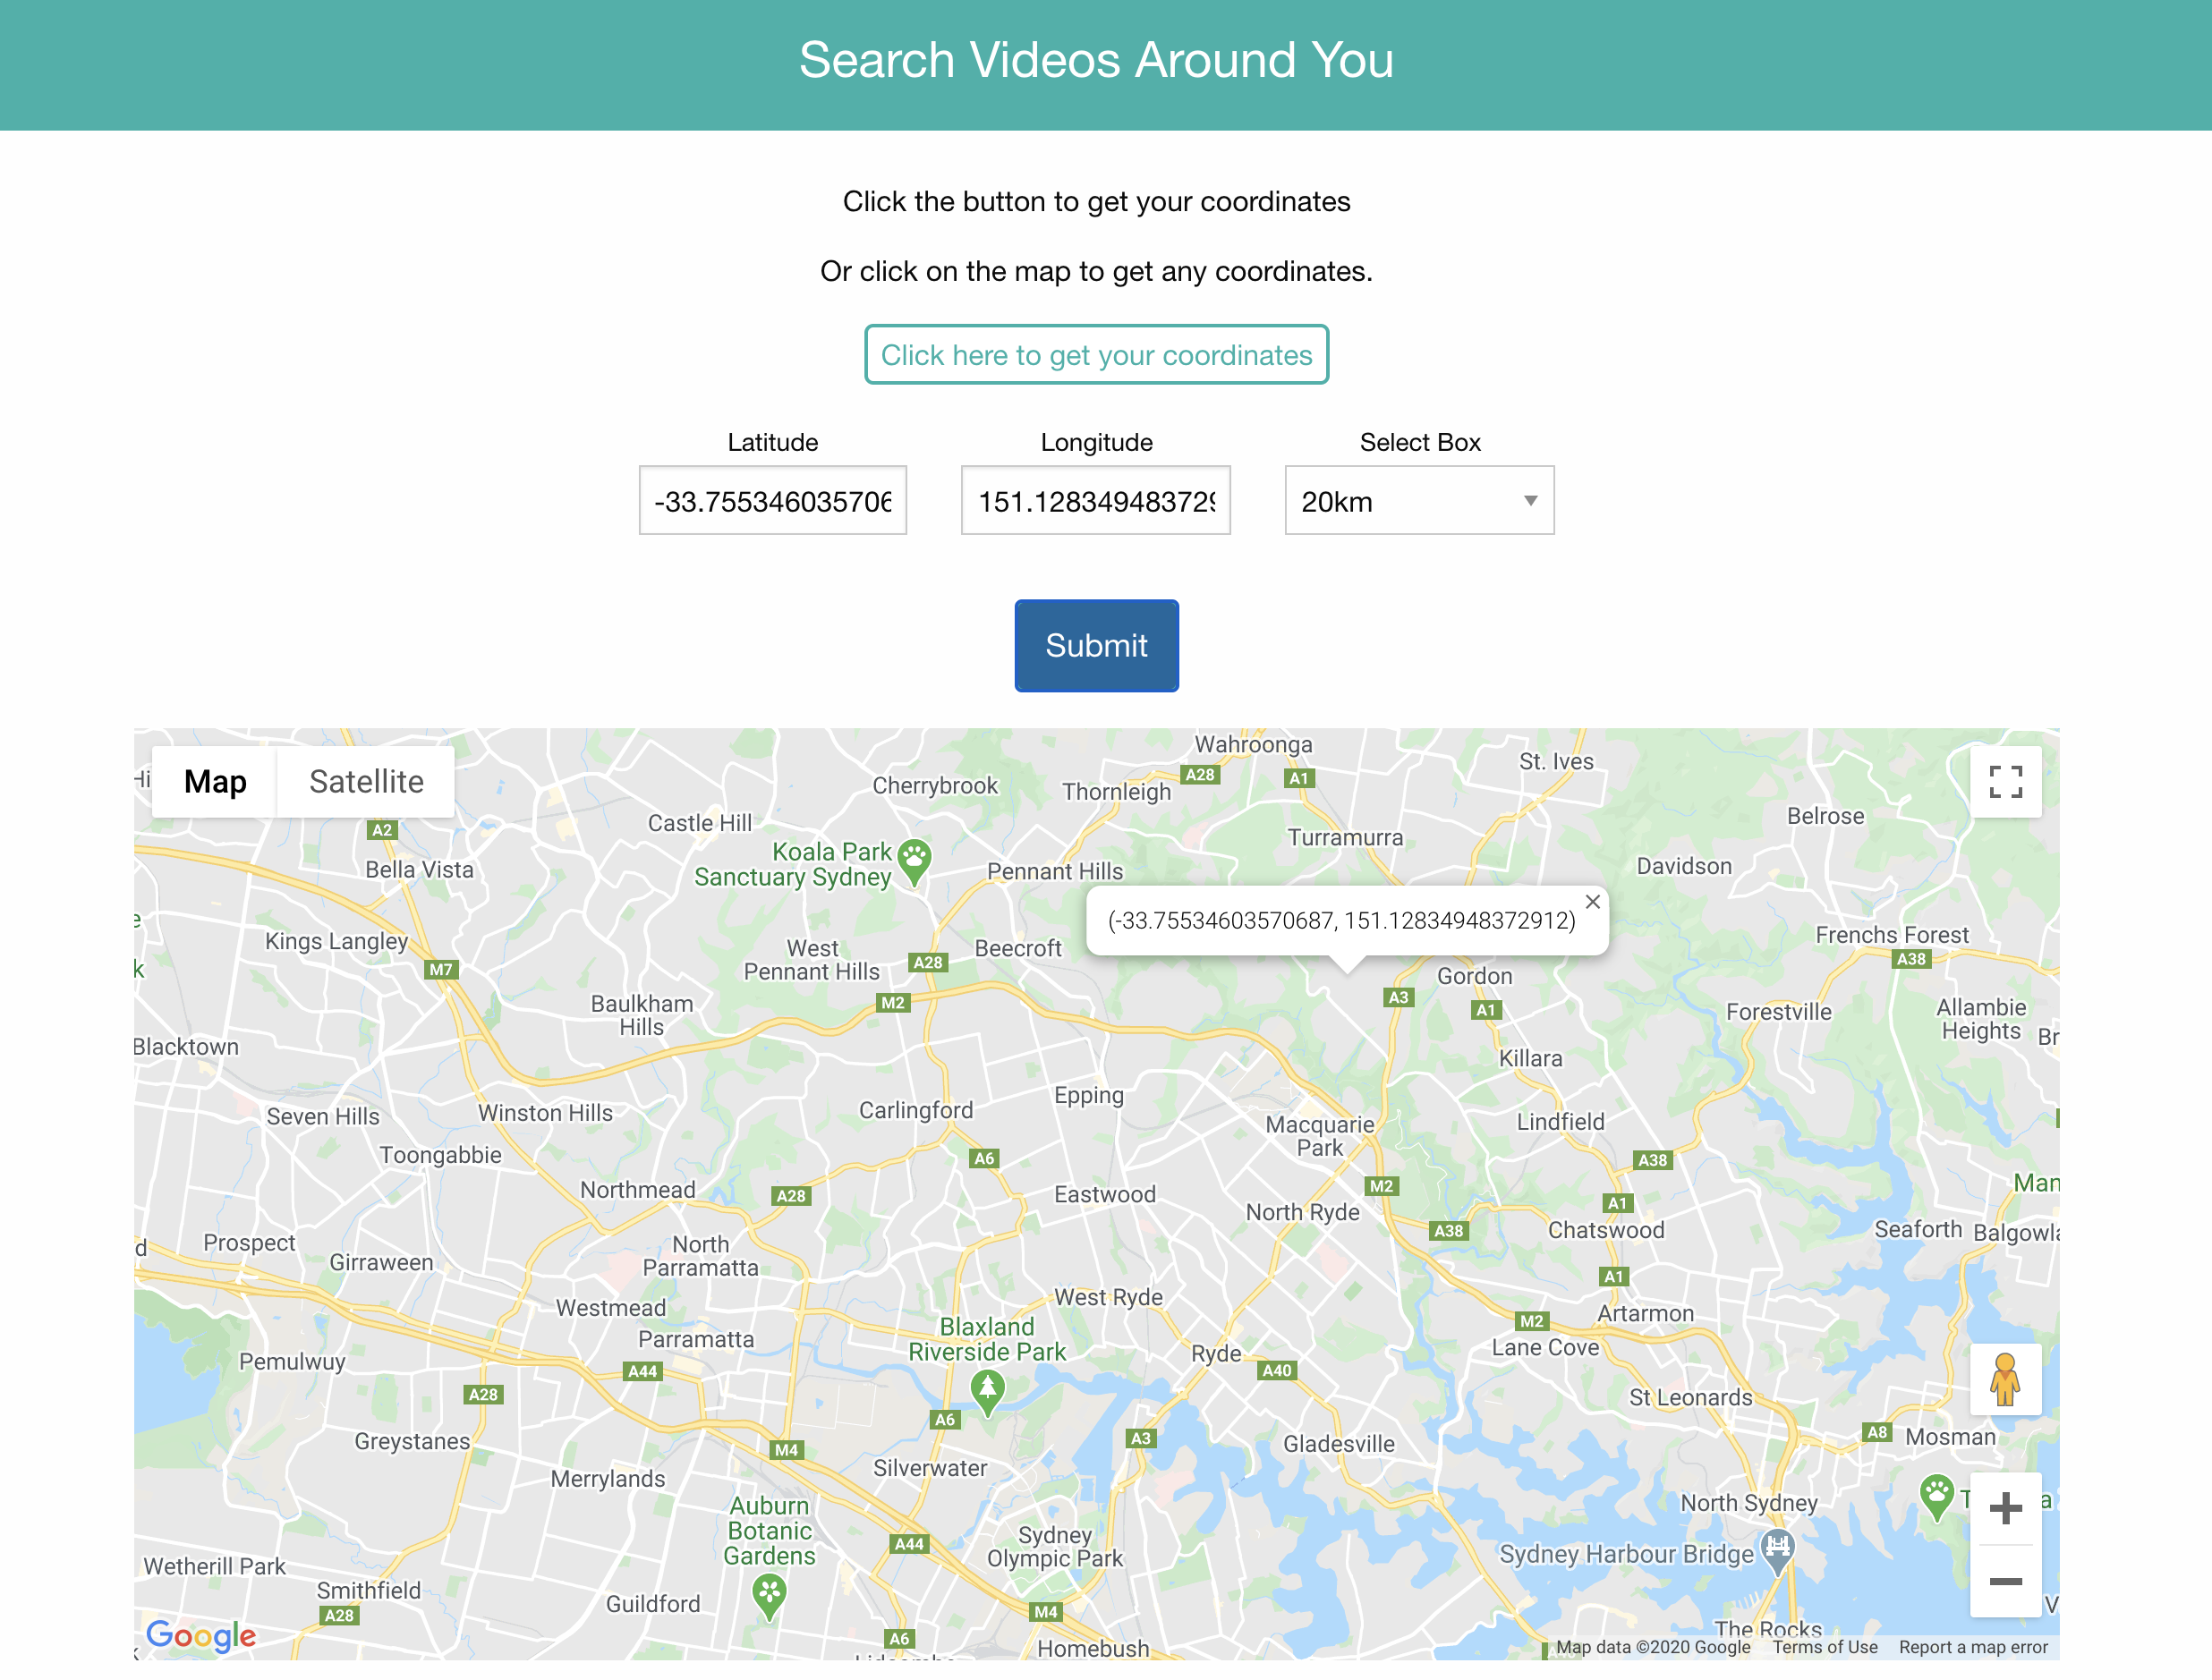 Search Videos Around You
Click the button to get your coordinates
Or click on the map to get any coordinates.
Click here to get your coordinates
Latitude
Longitude
Select Box
-33.75534603570
151.1283494837
20km
Submit
Map
Satellite
Wahroonga
A28
A1
St. Ives
Cherrybrook
Thornleigh
Belrose
Castle Hill
A2
Turramurra
Koala Park
Sanctuary Sydney
Bella Vista
Pennant Hills
Davidson
(-33.75534603570687, 151.12834948372912)
Kings Langley
M7
West
Pennant Hills
A28
Beecroft
Frenchs Forest
A38
Gordon
M2
A3
A1
Baulkham
Hills
Forestville
Allambie
Heights
Blacktown
Killara
Epping
Seven Hills
Winston Hills
Carlingford
Macquarie
Park
Lindfield
Toongabbie
A6
A38
Northmead
A28
Eastwood
M2
North Ryde
A1
A38
Chatswood
Seaforth
Prospect
Girraween
North
Parramatta
A1
Westmead
West Ryde
Artarmon
M2
Parramatta
Blaxland
Riverside Park
Ryde
Lane Cove
Pemulwuy
A44
A40
A28
St Leonards
A6
A3
Greystanes
M4
Gladesville
A8
Mosman
Silverwater
Merrylands
Auburn
Botanic
Gardens
North Sydney
A44
Sydney
Olympic Park
Sydney Harbour Bridge
Wetherill Park
Smithfield
A28
Guildford
M4
The Rocks
Google
A6
Homebush
Map data ©2020 Google
Terms of Use
Report a map error